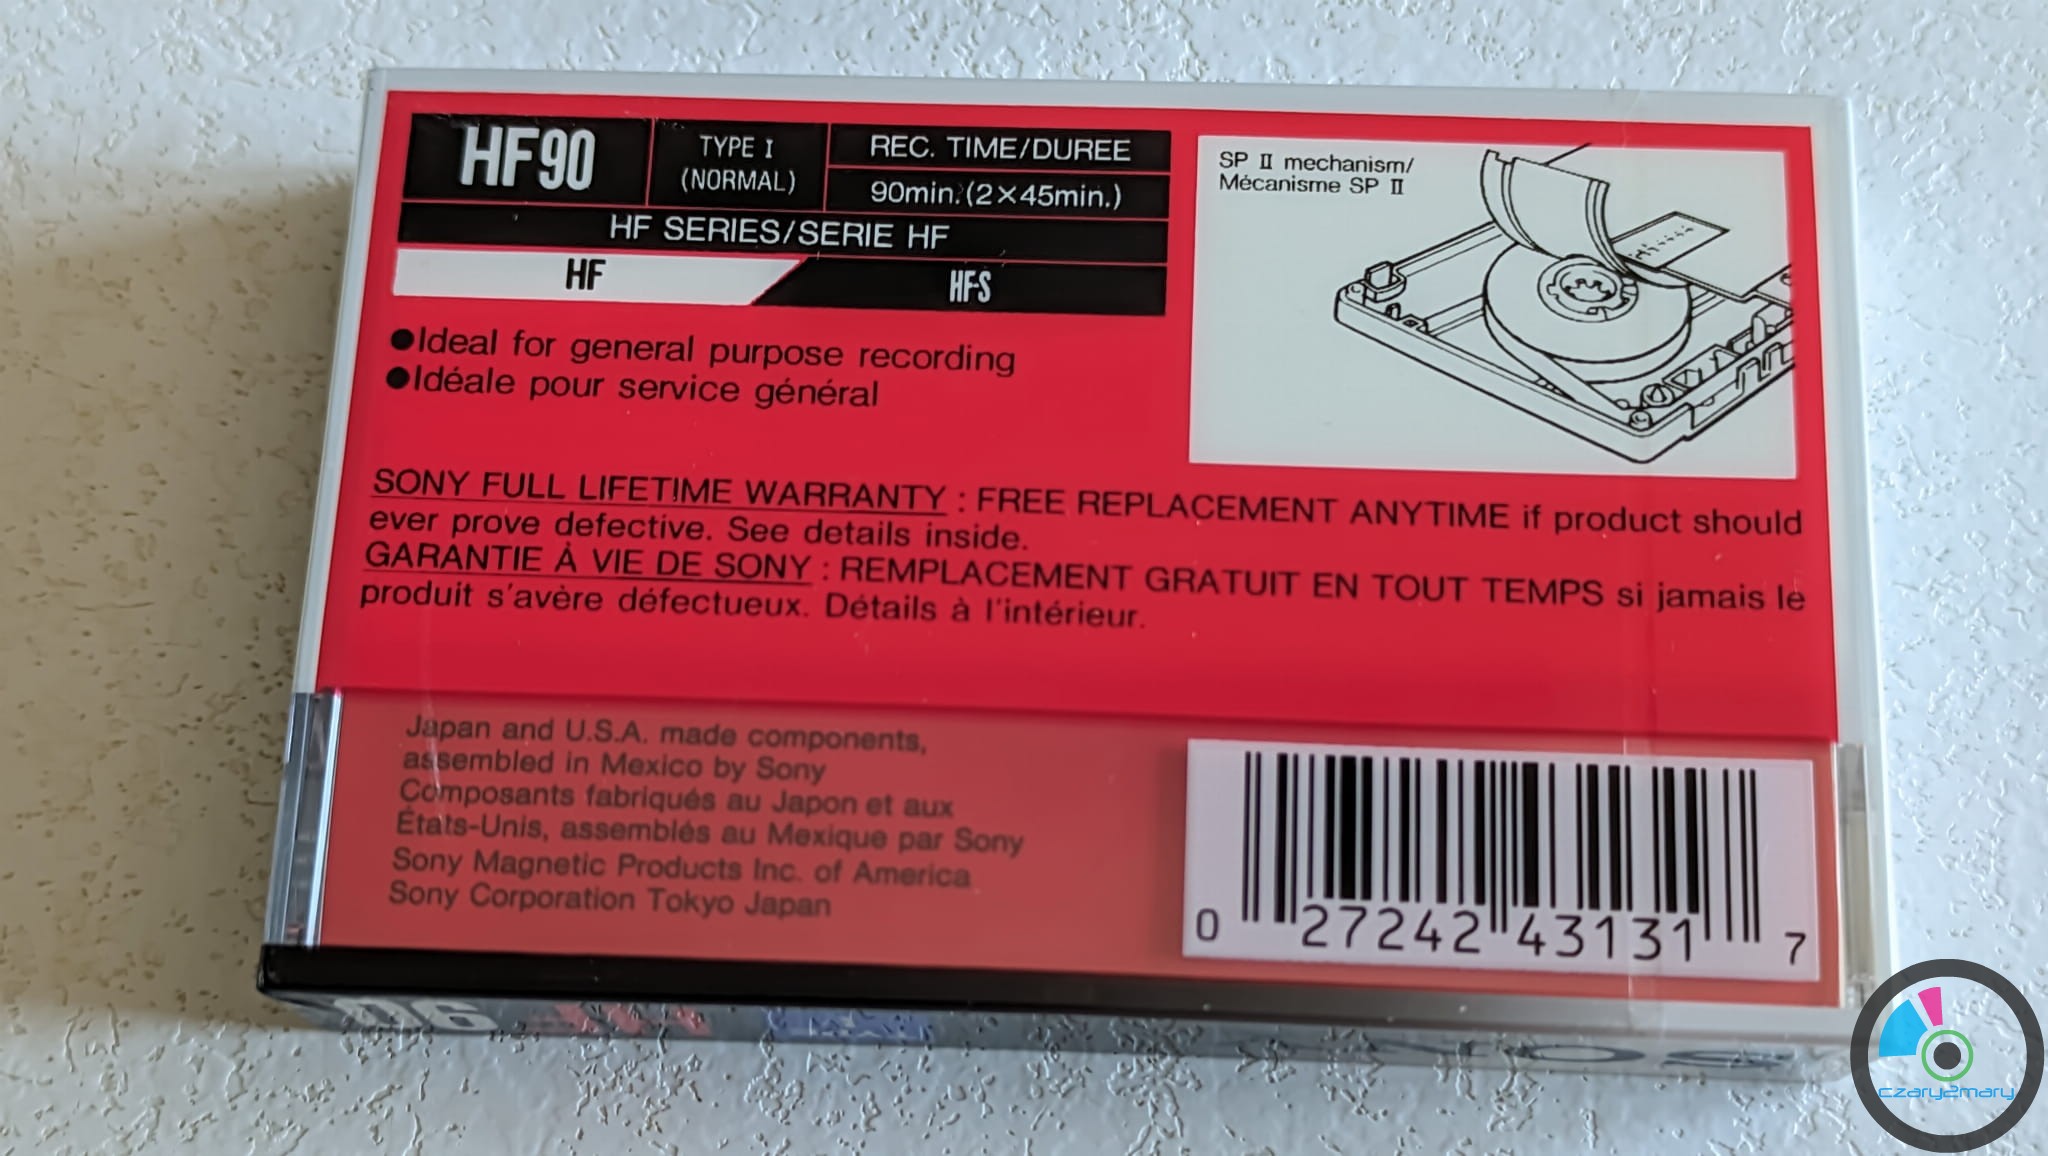 HF90
TYPE I
(NORMAL)
REC. TIME/DUREE
90min.(2×45min.)
HF SERIES/SERIE HF
HF
HF-S
SP II mechanism/
Mécanisme SP II
●Ideal for general purpose recording
●Idéale pour service général
SONY FULL LIFETIME WARRANTY : FREE REPLACEMENT ANYTIME if product should
ever prove defective. See details inside.
GARANTIE À VIE DE SONY : REMPLACEMENT GRATUIT EN TOUT TEMPS si jamais le
produit s'avère défectueux. Détails à l'intérieur.
Japan and U.S.A. made components,
assembled in Mexico by Sony
Composants fabriqués au Japon et aux
États-Unis, assemblés au Mexique par Sony
Sony Magnetic Products Inc. of America
Sony Corporation Tokyo Japan
0 27242 43131 7
90 HF SONY
czary2mary